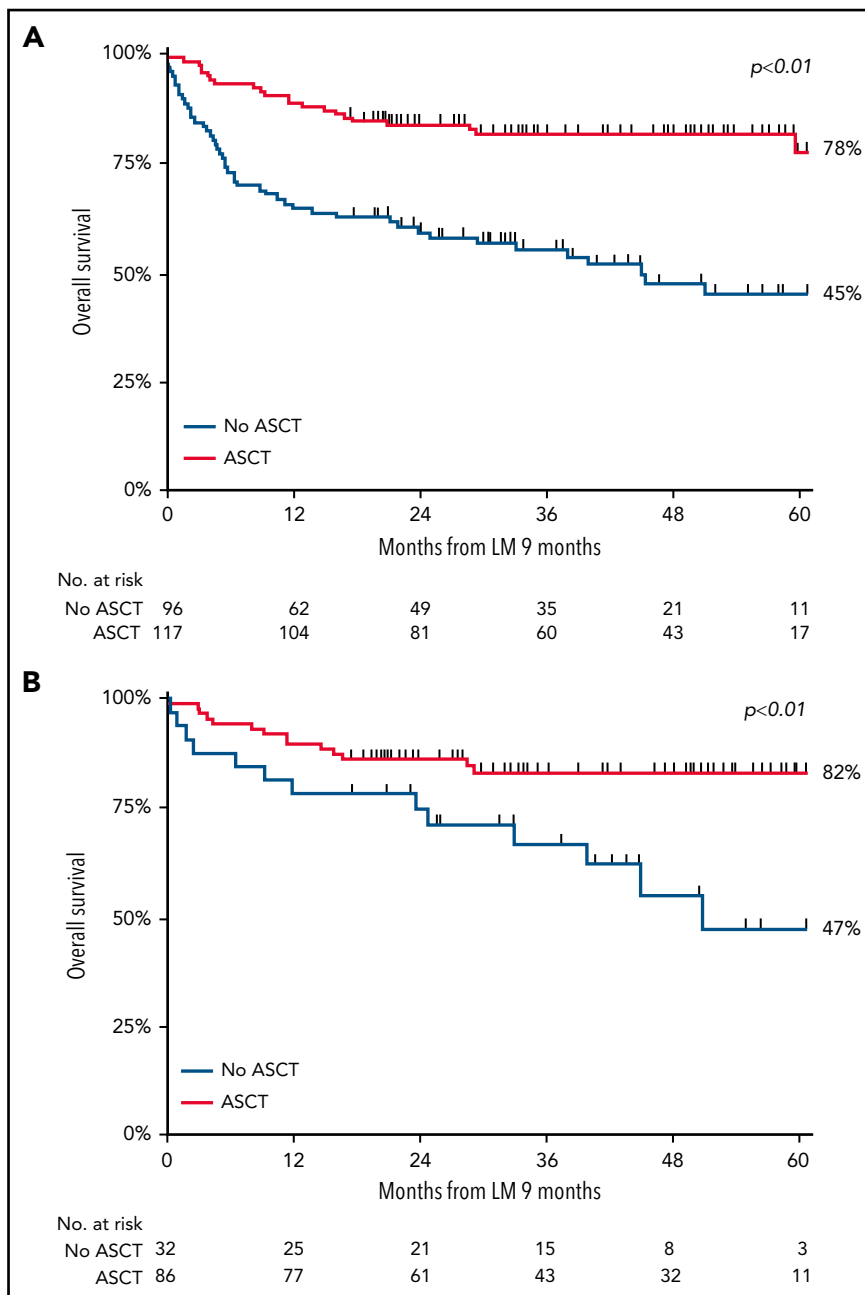 A
100%
p<0.01
75%
78%
Overall survival
50%
45%
25%
No ASCT
ASCT
0%
0 12 24 36 48 60
Months from LM 9 months
No. at risk
No ASCT 96 62 49 35 21 11
ASCT 117 104 81 60 43 17
B
100%
p<0.01
82%
75%
Overall survival
50%
47%
25%
No ASCT
ASCT
0%
0 12 24 36 48 60
Months from LM 9 months
No. at risk
No ASCT 32 25 21 15 8 3
ASCT 86 77 61 43 32 11